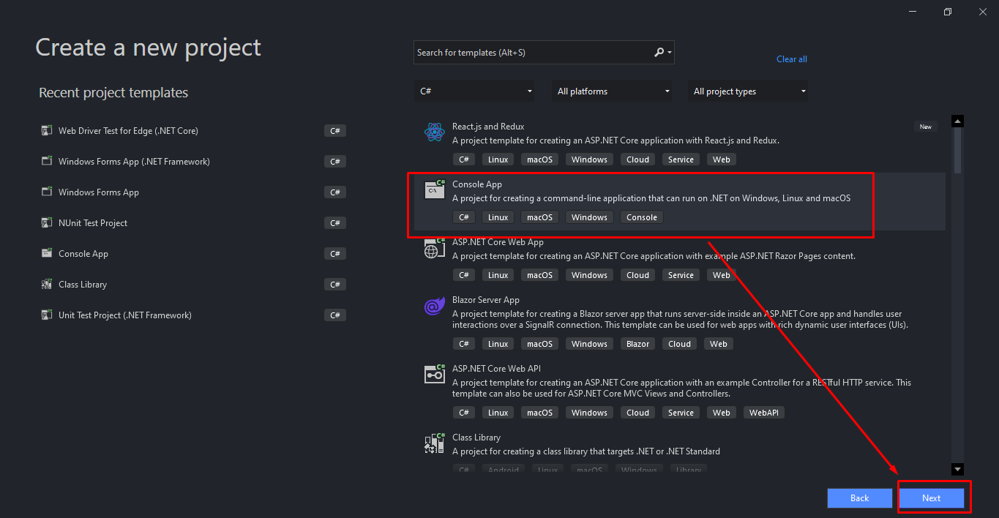 Create a new project
Recent project templates
Web Driver Test for Edge (.NET Core) C#
Windows Forms App (.NET Framework) C#
Windows Forms App C#
NUnit Test Project C#
Console App C#
Class Library C#
Unit Test Project (.NET Framework) C#
Search for templates (Alt+S)
Clear all
C# All platforms All project types
React.js and Redux New
A project template for creating an ASP.NET Core application with React.js and Redux.
C# Linux macOS Windows Cloud Service Web
C#
C:\
Console App
A project for creating a command-line application that can run on .NET on Windows, Linux and macOS
C# Linux macOS Windows Console
C#
ASP.NET Core Web App
A project template for creating an ASP.NET Core application with example ASP.NET Razor Pages content.
C# Linux macOS Windows Cloud Service Web
Blazor Server App
A project template for creating a Blazor server app that runs server-side inside an ASP.NET Core app and handles user
interactions over a SignalR connection. This template can be used for web apps with rich dynamic user interfaces (UIs).
C# Linux macOS Windows Blazor Cloud Web
C#
ASP.NET Core Web API
A project template for creating an ASP.NET Core application with an example Controller for a RESTful HTTP service. This
template can also be used for ASP.NET Core MVC Views and Controllers.
C# Linux macOS Windows Cloud Service Web WebAPI
C#
Class Library
A project for creating a class library that targets .NET or .NET Standard
C# Android Linux macOS Windows Library
Back Next